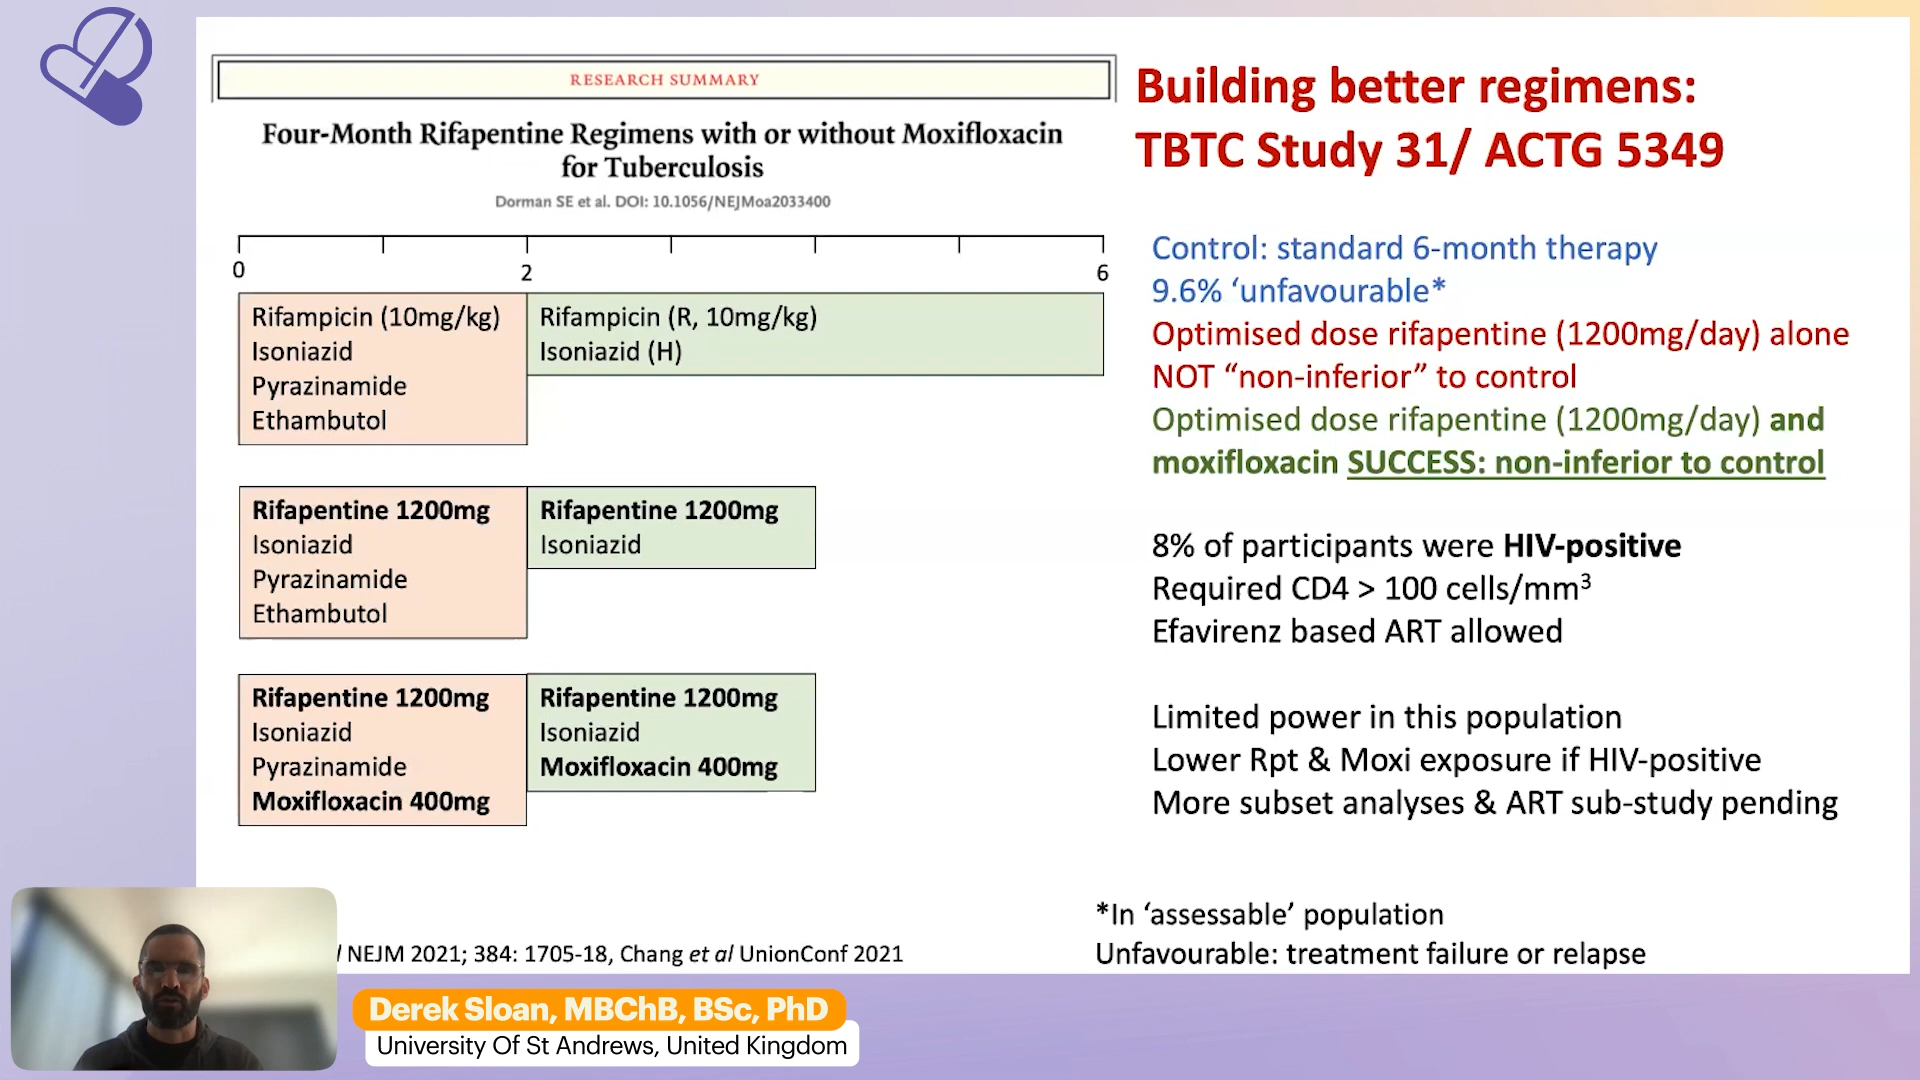 RESEARCH SUMMARY
Four-Month Rifapentine Regimens with or without Moxifloxacin
for Tuberculosis
Dorman SE et al. DOI: 10.1056/NEJMoa2033400
0 2 6
Rifampicin (10mg/kg)
Isoniazid
Pyrazinamide
Ethambutol
Rifampicin (R, 10mg/kg)
Isoniazid (H)
Rifapentine 1200mg
Isoniazid
Pyrazinamide
Ethambutol
Rifapentine 1200mg
Isoniazid
Rifapentine 1200mg
Isoniazid
Pyrazinamide
Moxifloxacin 400mg
Rifapentine 1200mg
Isoniazid
Moxifloxacin 400mg
Building better regimens:
TBTC Study 31/ ACTG 5349
Control: standard 6-month therapy
9.6% ‘unfavourable*
Optimised dose rifapentine (1200mg/day) alone
NOT “non-inferior” to control
Optimised dose rifapentine (1200mg/day) and
moxifloxacin SUCCESS: non-inferior to control
8% of participants were HIV-positive
Required CD4 > 100 cells/mm³
Efavirenz based ART allowed
Limited power in this population
Lower Rpt & Moxi exposure if HIV-positive
More subset analyses & ART sub-study pending
*In ‘assessable’ population
Unfavourable: treatment failure or relapse
NEJM 2021; 384: 1705-18, Chang et al UnionConf 2021
Derek Sloan, MBChB, BSc, PhD
University Of St Andrews, United Kingdom